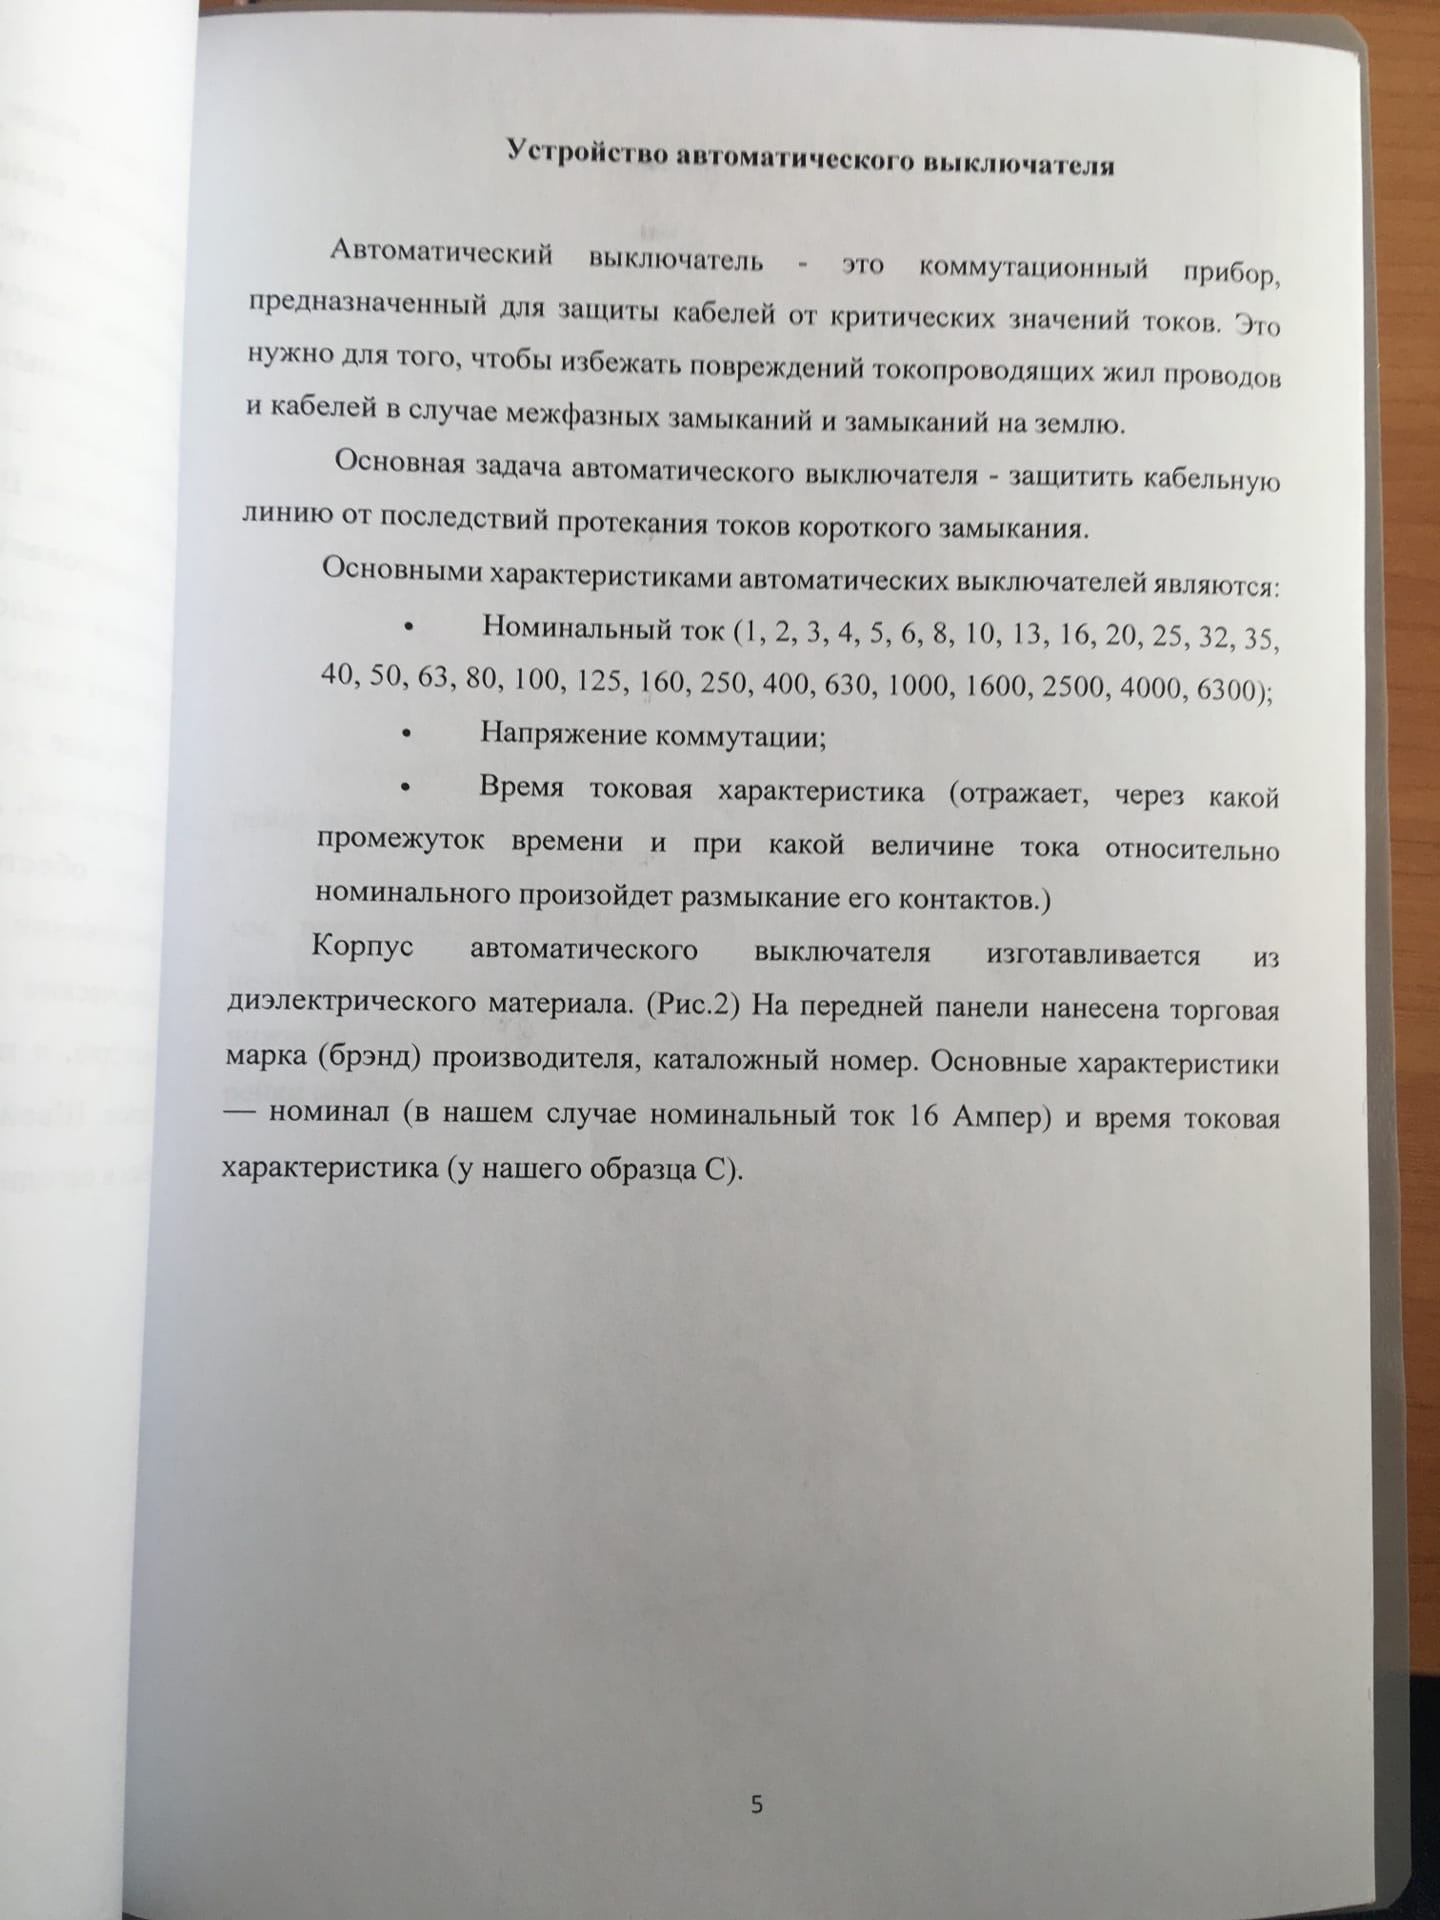 Устройство автоматического выключателя
Автоматический выключатель - это коммутационный прибор,
предназначенный для защиты кабелей от критических значений токов. Это
нужно для того, чтобы избежать повреждений токопроводящих жил проводов
и кабелей в случае межфазных замыканий и замыканий на землю.
Основная задача автоматического выключателя - защитить кабельную
линию от последствий протекания токов короткого замыкания.
Основными характеристиками автоматических выключателей являются:
• Номинальный ток (1, 2, 3, 4, 5, 6, 8, 10, 13, 16, 20, 25, 32, 35,
40, 50, 63, 80, 100, 125, 160, 250, 400, 630, 1000, 1600, 2500, 4000, 6300);
• Напряжение коммутации;
• Время токовая характеристика (отражает, через какой
промежуток времени и при какой величине тока относительно
номинального произойдет размыкание его контактов.)
Корпус автоматического выключателя изготавливается из
диэлектрического материала. (Рис.2) На передней панели нанесена торговая
марка (брэнд) производителя, каталожный номер. Основные характеристики
— номинал (в нашем случае номинальный ток 16 Ампер) и время токовая
характеристика (у нашего образца С).
5